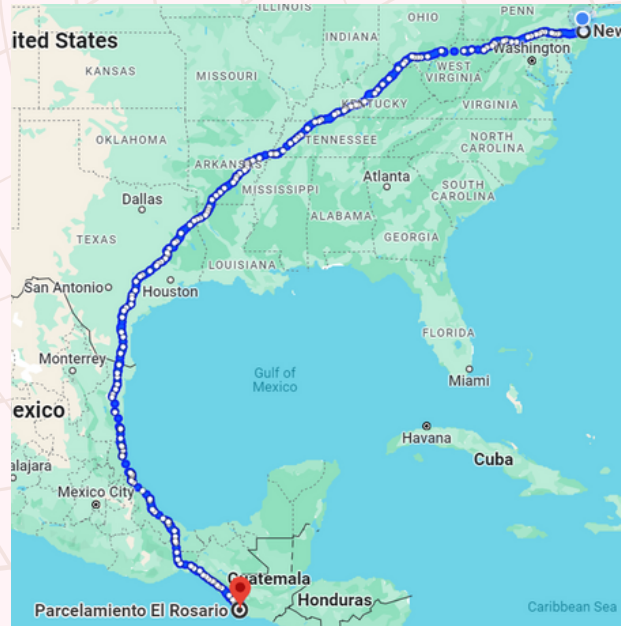 ILLINOIS
PENN
OHIO
New
ited States
INDIANA
Washington
KANSAS
MISSOURI
WEST
VIRGINIA
KENTUCKY
VIRGINIA
OKLAHOMA
TENNESSEE
NORTH
CAROLINA
ARKANSAS
MISSISSIPPI
Atlanta
SOUTH
CAROLINA
Dallas
ALABAMA
TEXAS
GEORGIA
LOUISIANA
San Antonio
Houston
FLORIDA
Monterrey
Gulf of
Mexico
Miami
exico
Havana
Cuba
alajara
Mexico City
Guatemala
Honduras
Parcelamiento El Rosario
Caribbean Sea